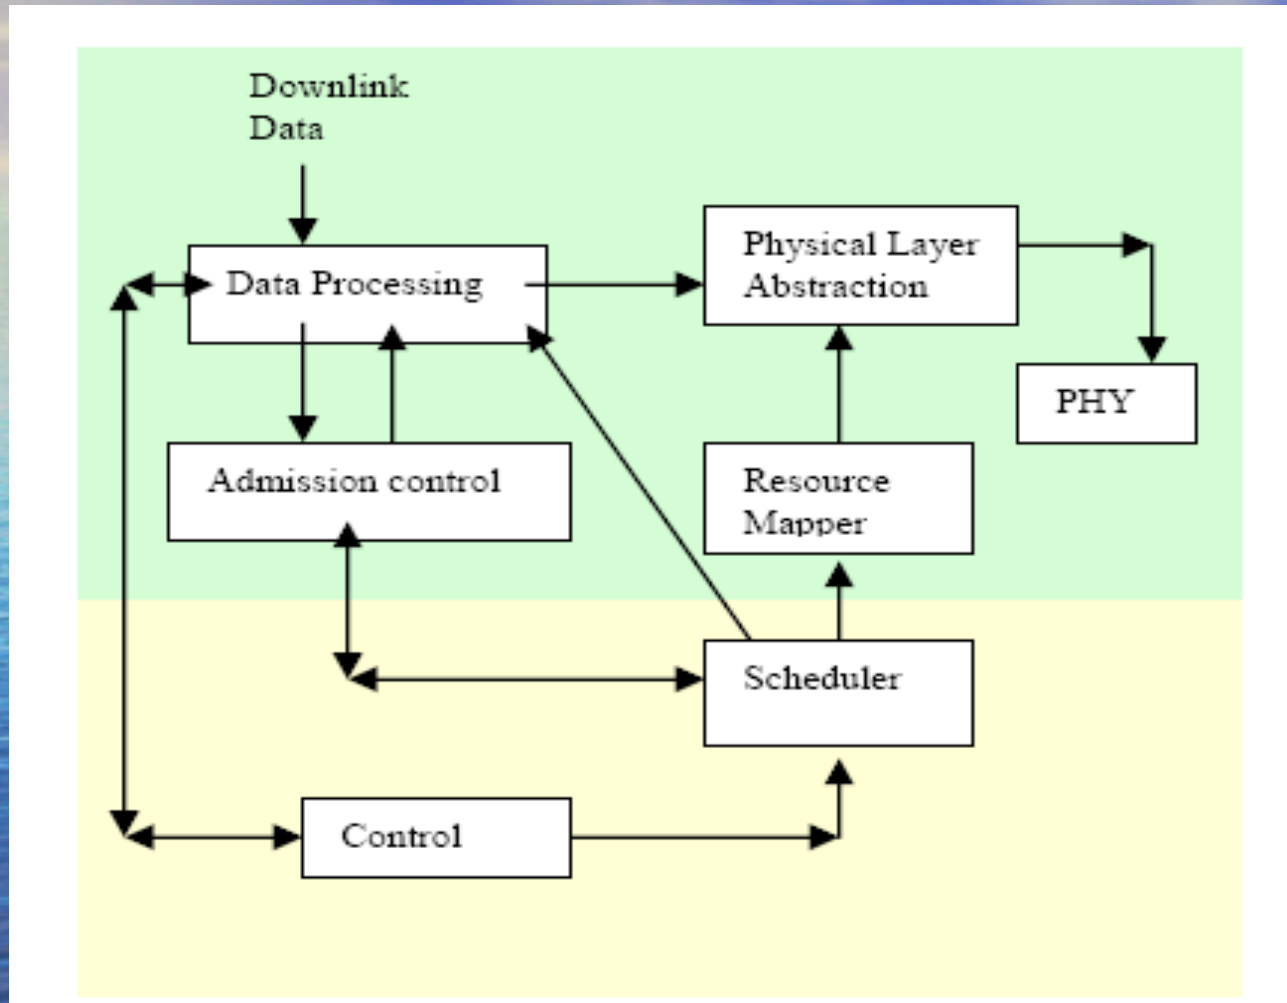 Downlink
Data
Data Processing
Physical Layer
Abstraction
PHY
Admission control
Resource
Mapper
Scheduler
Control